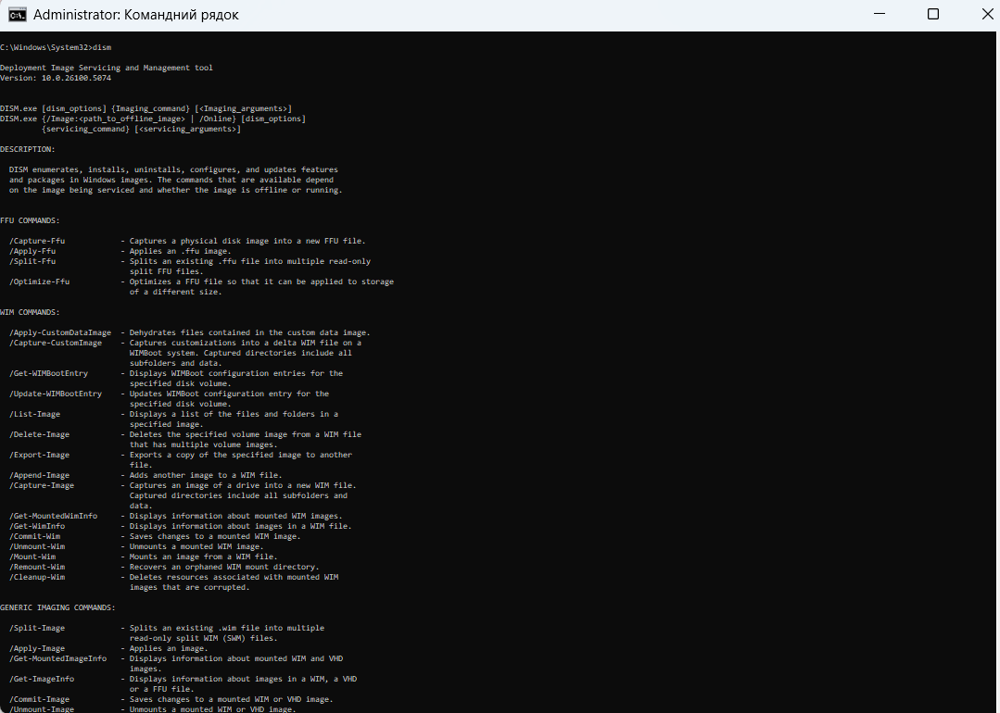 Administrator: Командний рядок
C:\Windows\System32>dism
Deployment Image Servicing and Management tool
Version: 10.0.26100.5074
DISM.exe [dism_options] {Imaging_command} [<Imaging_arguments>]
DISM.exe {/Image:<path_to_offline_image> | /Online} [dism_options]
{servicing_command} [<servicing_arguments>]
DESCRIPTION:
DISM enumerates, installs, uninstalls, configures, and updates features
and packages in Windows images. The commands that are available depend
on the image being serviced and whether the image is offline or running.
FFU COMMANDS:
/Capture-Ffu - Captures a physical disk image into a new FFU file.
/Apply-Ffu - Applies an .ffu image.
/Split-Ffu - Splits an existing .ffu file into multiple read-only
split FFU files.
/Optimize-Ffu - Optimizes a FFU file so that it can be applied to storage
of a different size.
WIM COMMANDS:
/Apply-CustomDataImage - Dehydrates files contained in the custom data image.
/Capture-CustomImage - Captures customizations into a delta WIM file on a
WIMBoot system. Captured directories include all
subfolders and data.
/Get-WIMBootEntry - Displays WIMBoot configuration entries for the
specified disk volume.
/Update-WIMBootEntry - Updates WIMBoot configuration entry for the
specified disk volume.
/List-Image - Displays a list of the files and folders in a
specified image.
/Delete-Image - Deletes the specified volume image from a WIM file
that has multiple volume images.
/Export-Image - Exports a copy of the specified image to another
file.
/Append-Image - Adds another image to a WIM file.
/Capture-Image - Captures an image of a drive into a new WIM file.
Captured directories include all subfolders and
data.
/Get-MountedWimInfo - Displays information about mounted WIM images.
/Get-WimInfo - Displays information about images in a WIM file.
/Commit-Wim - Saves changes to a mounted WIM image.
/Unmount-Wim - Unmounts a mounted WIM image.
/Mount-Wim - Mounts an image from a WIM file.
/Remount-Wim - Recovers an orphaned WIM mount directory.
/Cleanup-Wim - Deletes resources associated with mounted WIM
images that are corrupted.
GENERIC IMAGING COMMANDS:
/Split-Image - Splits an existing .wim file into multiple
read-only split WIM (SWM) files.
/Apply-Image - Applies an image.
/Get-MountedImageInfo - Displays information about mounted WIM and VHD
images.
/Get-ImageInfo - Displays information about images in a WIM, a VHD
or a FFU file.
/Commit-Image - Saves changes to a mounted WIM or VHD image.
/Unmount-Image - Unmounts a mounted WIM or VHD image.